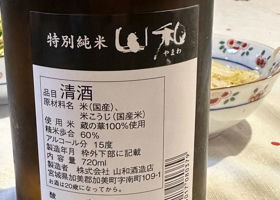 特別純米 山和
やまわ
品目 清酒
原材料名 米(国産)、
米こうじ(国産米)
使用米 蔵の華100%使用
精米歩合 60%
アルコール分 15度
製造年月 枠外下部に記載
内容量 720ml
製造者 株式会社 山和酒造店
宮城県加美郡加美町字南町109-1
お酒は20歳になってから。